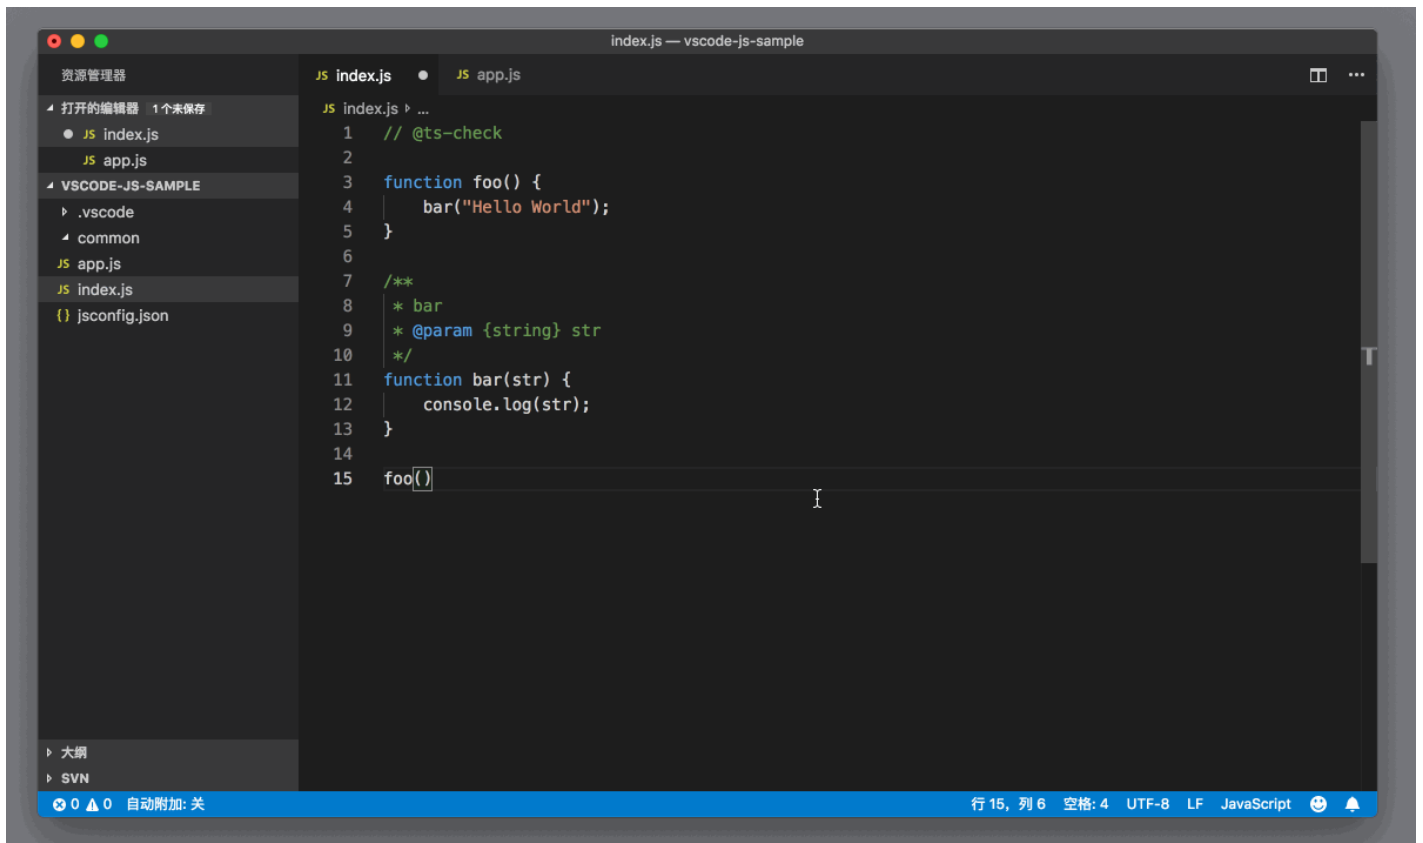 index.js — vscode-js-sample
资源管理器
打开的编辑器 1个未保存
JS index.js
JS app.js
VSCODE-JS-SAMPLE
.vscode
common
JS app.js
JS index.js
{} jsconfig.json
大纲
SVN
JS index.js
JS app.js
JS index.js ...
1 // @ts-check
2
3 function foo() {
4 bar("Hello World");
5 }
6
7 /**
8 * bar
9 * @param {string} str
10 */
11 function bar(str) {
12 console.log(str);
13 }
14
15 foo()
0 0 自动附加: 关
行 15, 列 6 空格: 4 UTF-8 LF JavaScript